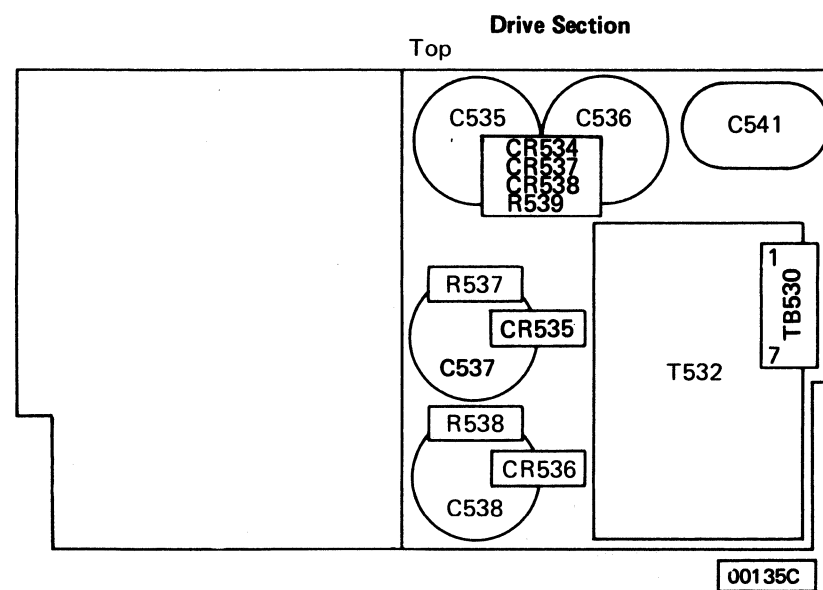 Drive Section
Top
C535
C536
C541
CR534
CR537
CR538
R539
1
TB530
7
R537
CR535
C537
T532
R538
CR536
C538
00135C